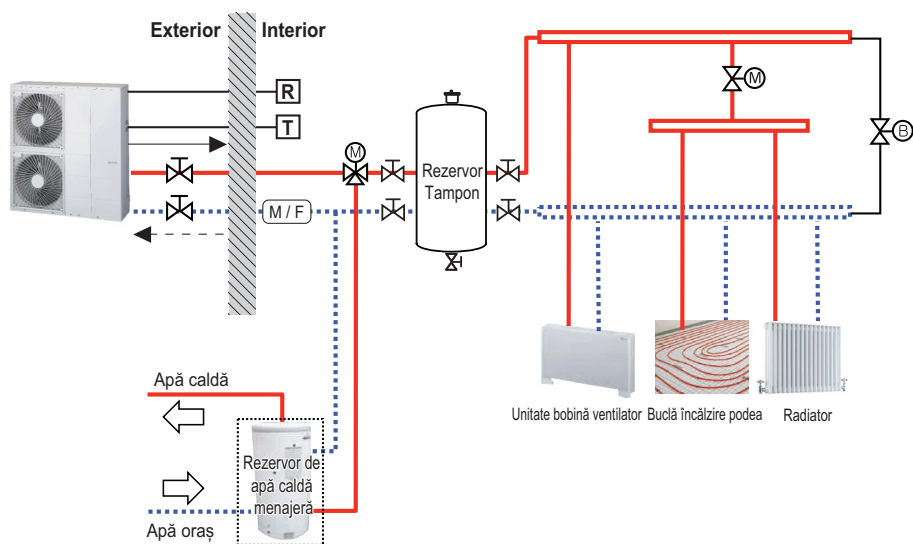 Exterior
Interior
R
T
M
M / F
Rezervor
Tampon
M
B
Unitate bobină ventilator
Buclă încălzire podea
Radiator
Apă caldă
Rezervor de
apă caldă
menajeră
Apă oraș